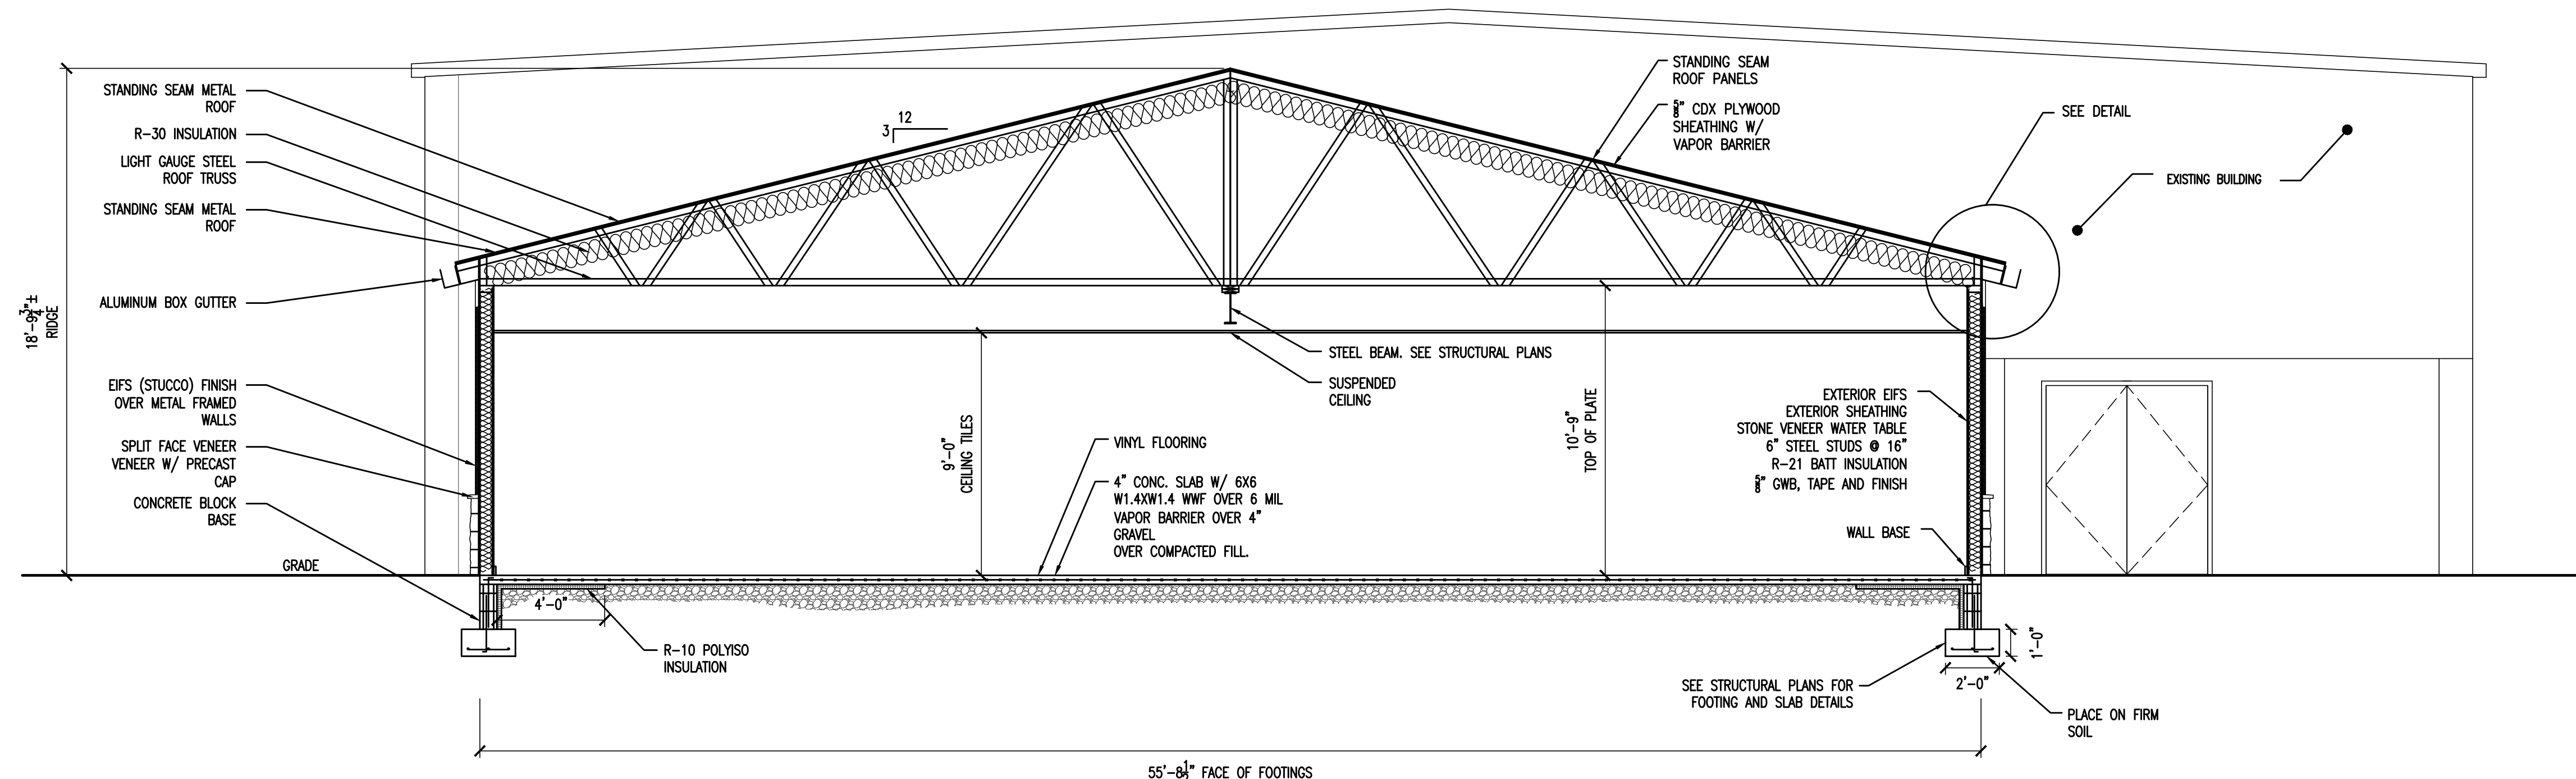 STANDING SEAM METAL
ROOF
R-30 INSULATION
LIGHT GAUGE STEEL
ROOF TRUSS
STANDING SEAM METAL
ROOF
ALUMINUM BOX GUTTER
18'-9¾"±
RIDGE
EIFS (STUCCO) FINISH
OVER METAL FRAMED
WALLS
SPLIT FACE VENEER
VENEER W/ PRECAST
CAP
CONCRETE BLOCK
BASE
GRADE
12
3
STANDING SEAM
ROOF PANELS
⅝" CDX PLYWOOD
SHEATHING W/
VAPOR BARRIER
SEE DETAIL
EXISTING BUILDING
STEEL BEAM. SEE STRUCTURAL PLANS
SUSPENDED
CEILING
9'-0"
CEILING TILES
VINYL FLOORING
4" CONC. SLAB W/ 6X6
W1.4XW1.4 WWF OVER 6 MIL
VAPOR BARRIER OVER 4"
GRAVEL
OVER COMPACTED FILL.
10'-9"
TOP OF PLATE
EXTERIOR EIFS
EXTERIOR SHEATHING
STONE VENEER WATER TABLE
6" STEEL STUDS @ 16"
R-21 BATT INSULATION
⅝" GWB, TAPE AND FINISH
WALL BASE
4'-0"
R-10 POLYISO
INSULATION
1'-0"
2'-0"
SEE STRUCTURAL PLANS FOR
FOOTING AND SLAB DETAILS
PLACE ON FIRM
SOIL
55'-8½" FACE OF FOOTINGS